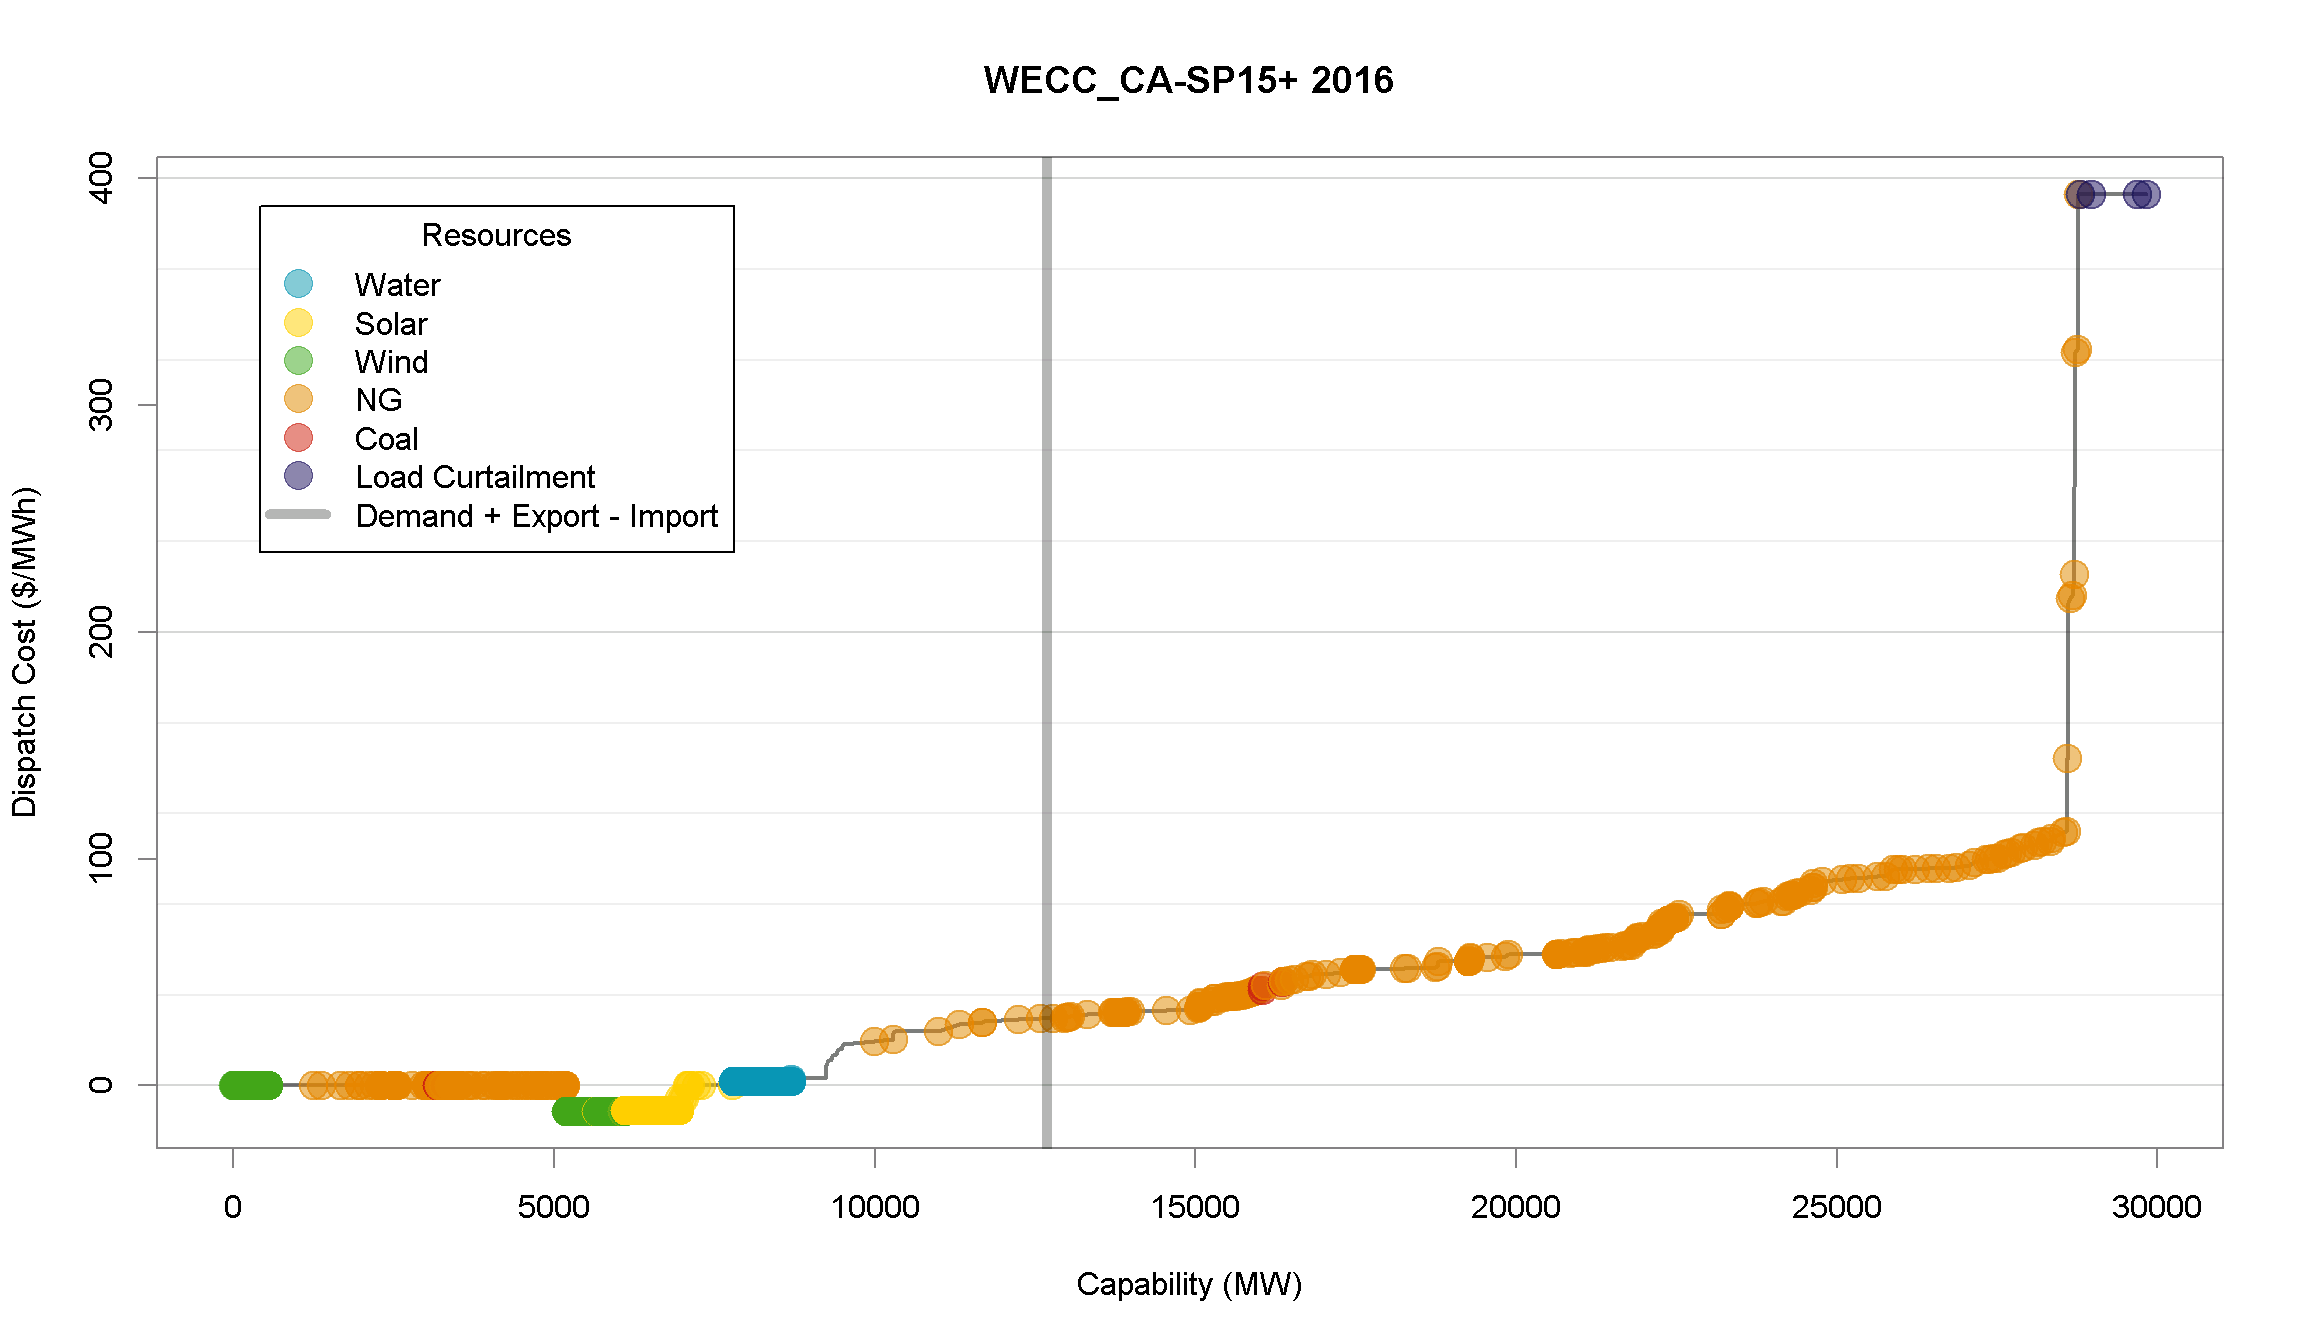 WECC_CA-SP15+ 2016
Dispatch Cost ($/MWh)
400
300
200
100
0
Resources
Water
Solar
Wind
NG
Coal
Load Curtailment
Demand + Export - Import
0 5000 10000 15000 20000 25000 30000
Capability (MW)